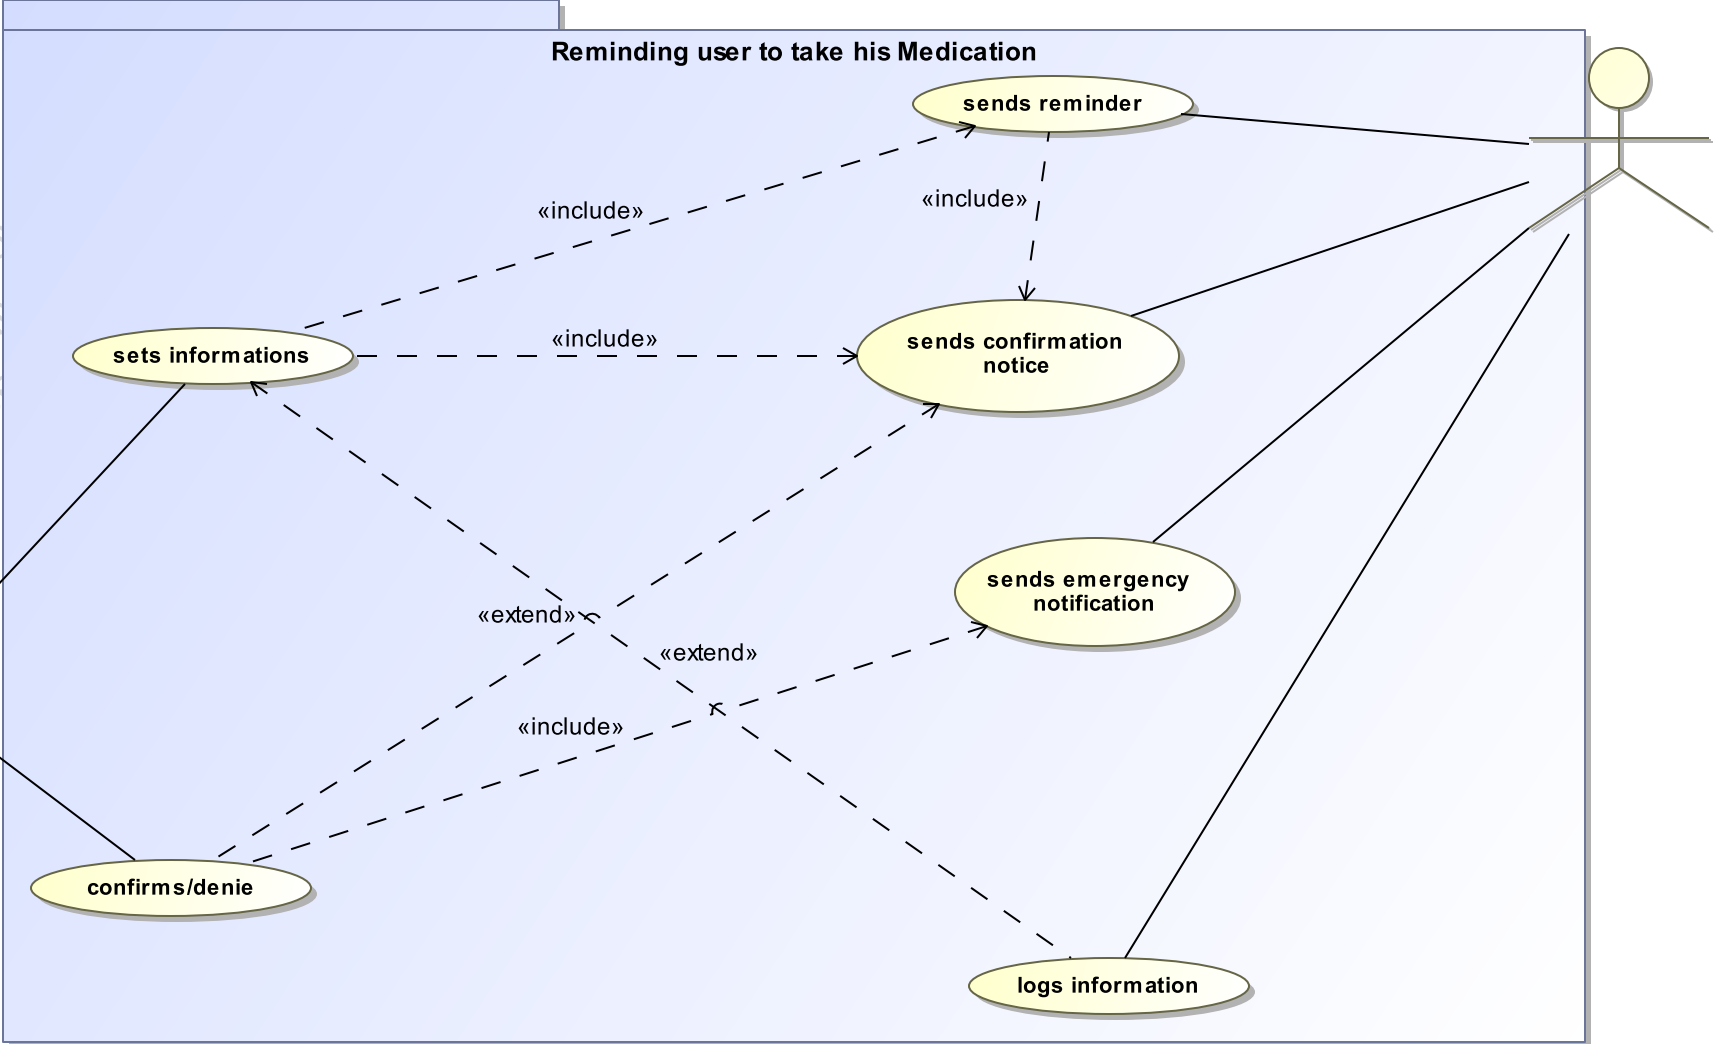 Reminding user to take his Medication
sends reminder
«include»
«include»
«include»
sets informations
sends confirmation
notice
sends emergency
notification
«extend»
«extend»
«include»
confirms/denie
logs information